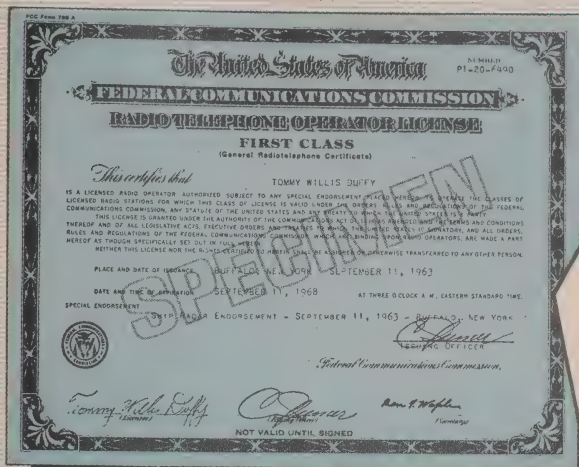 FCC Form 758 A
The United States of America
NUMBER
P1-20-6490
FEDERAL COMMUNICATIONS COMMISSION
RADIO TELEPHONE OPERATOR LICENSE
FIRST CLASS
(General Radiotelephone Certificate)
This certifies that TOMMY WILLIS DUFFY
IS A LICENSED RADIO OPERATOR AUTHORIZED SUBJECT TO ANY SPECIAL ENDORSEMENT PLACED HEREON, TO OPERATE THE CLASSES OF
LICENSED RADIO STATIONS FOR WHICH THIS CLASS OF LICENSE IS VALID UNDER THE ORDERS RULES AND REGULATIONS OF THE FEDERAL
COMMUNICATIONS COMMISSION, ANY STATUTE OF THE UNITED STATES AND ANY TREATY TO WHICH THE UNITED STATES IS A PARTY
THIS LICENSE IS GRANTED UNDER THE AUTHORITY OF THE COMMUNICATIONS ACT OF AS AMENDED AND THE TERMS AND CONDITIONS
THEREOF AND OF ALL LEGISLATIVE ACTS, EXECUTIVE ORDERS AND TREATIES TO WHICH THE UNITED STATES IS SIGNATORY, AND ALL ORDERS,
RULES AND REGULATIONS OF THE FEDERAL COMMUNICATIONS COMMISSION, WHICH ARE BINDING UPON RADIO OPERATORS, ARE MADE A PART
HEREOF AS THOUGH SPECIFICALLY SET OUT IN FULL
NEITHER THIS LICENSE NOR THE RIGHTS CERTIFIED TO HEREIN SHALL BE ASSIGNED OR OTHERWISE TRANSFERRED TO ANY OTHER PERSON.
SPECIMEN
PLACE AND DATE OF ISSUANCE BUFFALO, NEW YORK - SEPTEMBER 11, 1963
DATE AND TIME OF EXPIRATION SEPTEMBER 11, 1968 AT THREE O'CLOCK A M, EASTERN STANDARD TIME.
SPECIAL ENDORSEMENT
SHIP RADAR ENDORSEMENT - SEPTEMBER 11, 1963 - BUFFALO, NEW YORK
ISSUING OFFICER
Federal Communications Commission,
Tommy Willis Duffy
(Licensee)
NOT VALID UNTIL SIGNED